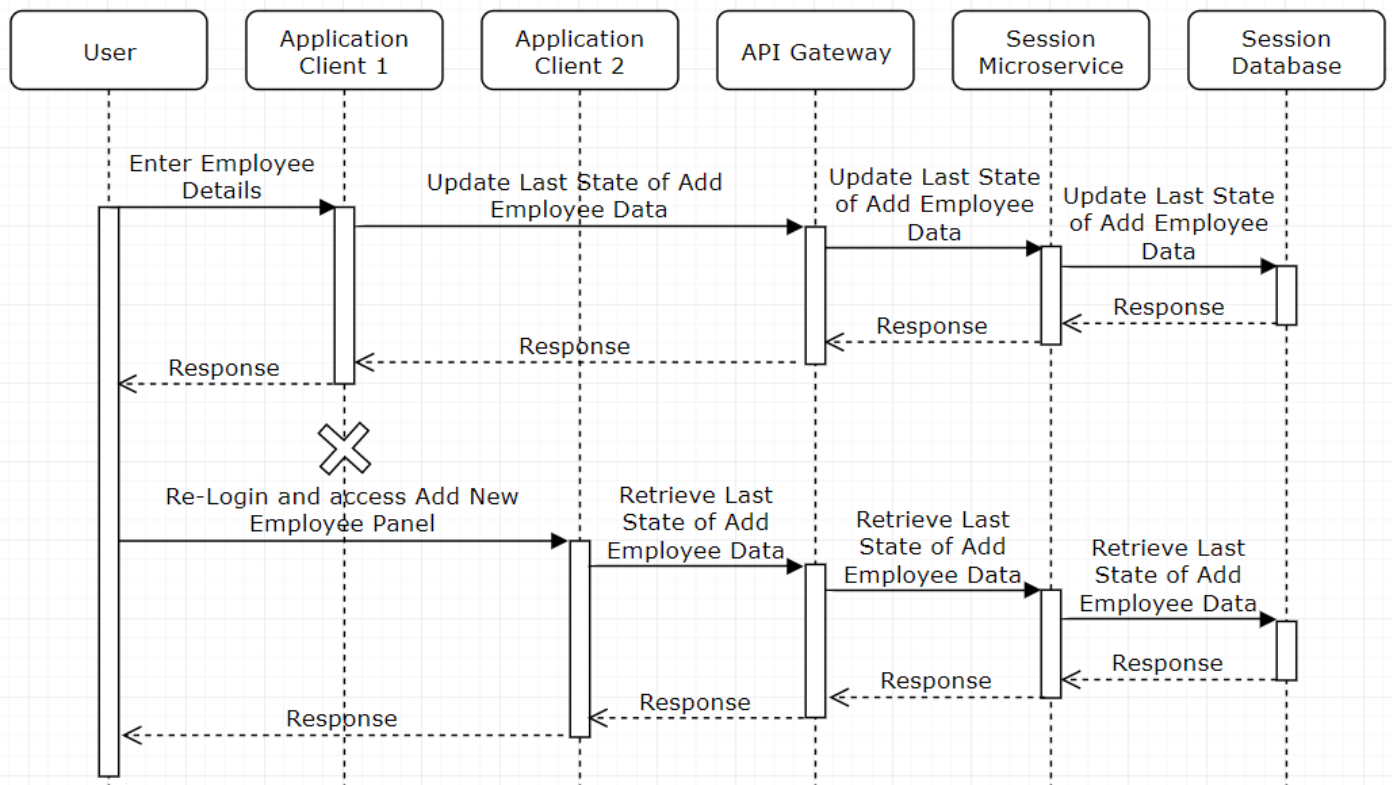 User
Application
Client 1
Application
Client 2
API Gateway
Session
Microservice
Session
Database
Enter Employee
Details
Update Last State of Add
Employee Data
Update Last State
of Add Employee
Data
Update Last State
of Add Employee
Data
Response
Response
Response
Response
Re-Login and access Add New
Employee Panel
Retrieve Last
State of Add
Employee Data
Retrieve Last
State of Add
Employee Data
Retrieve Last
State of Add
Employee Data
Response
Response
Response
Response